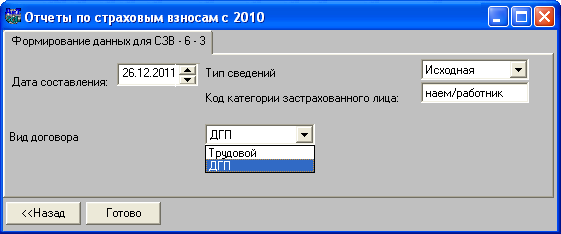 Отчеты по страховым взносам с 2010
Формирование данных для СЗВ - 6 - 3
Дата составления: 26.12.2011 Тип сведений Исходная
Код категории застрахованного лица: наем/работник
Вид договора ДГП
Трудовой
ДГП
<<Назад Готово